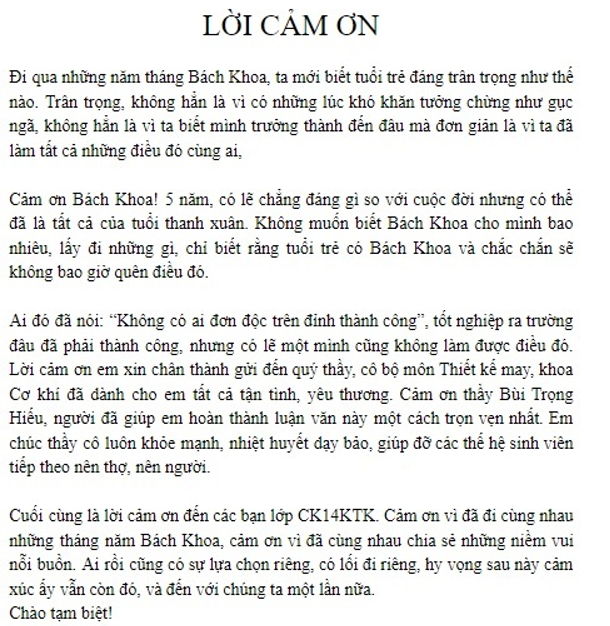 LỜI CẢM ƠN
Đi qua những năm tháng Bách Khoa, ta mới biết tuổi trẻ đáng trân trọng như thế
nào. Trân trọng, không hẳn là vì có những lúc khó khăn tưởng chừng như gục
ngã, không hẳn là vì ta biết mình trưởng thành đến đâu mà đơn giản là vì ta đã
làm tất cả những điều đó cùng ai,
Cảm ơn Bách Khoa! 5 năm, có lẽ chẳng đáng gì so với cuộc đời nhưng có thể
đã là tất cả của tuổi thanh xuân. Không muốn biết Bách Khoa cho mình bao
nhiêu, lấy đi những gì, chỉ biết rằng tuổi trẻ có Bách Khoa và chắc chắn sẽ
không bao giờ quên điều đó.
Ai đó đã nói: “Không có ai đơn độc trên đỉnh thành công”, tốt nghiệp ra trường
đâu đã phải thành công, nhưng có lẽ một mình cũng không làm được điều đó.
Lời cảm ơn em xin chân thành gửi đến quý thầy, cô bộ môn Thiết kế may, khoa
Cơ khí đã dành cho em tất cả tận tình, yêu thương. Cảm ơn thầy Bùi Trọng
Hiếu, người đã giúp em hoàn thành luận văn này một cách trọn vẹn nhất. Em
chúc thầy cô luôn khỏe mạnh, nhiệt huyết dạy bảo, giúp đỡ các thế hệ sinh viên
tiếp theo nên thợ, nên người.
Cuối cùng là lời cảm ơn đến các bạn lớp CK14KTK. Cảm ơn vì đã đi cùng nhau
những tháng năm Bách Khoa, cảm ơn vì đã cùng nhau chia sẻ những niềm vui
nỗi buồn. Ai rồi cũng có sự lựa chọn riêng, có lối đi riêng, hy vọng sau này cảm
xúc ấy vẫn còn đó, và đến với chúng ta một lần nữa.
Chào tạm biệt!